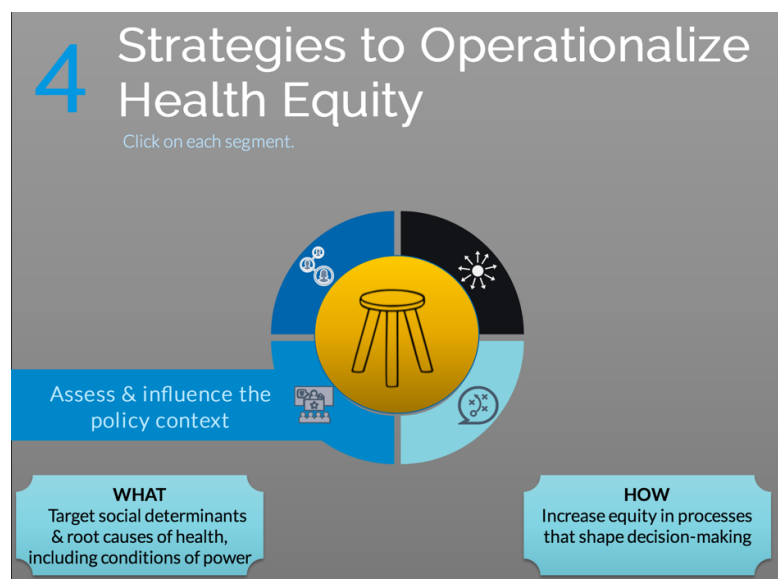 4
Strategies to Operationalize
Health Equity
Click on each segment.
Assess & influence the
policy context
WHAT
Target social determinants
& root causes of health,
including conditions of power
HOW
Increase equity in processes
that shape decision-making